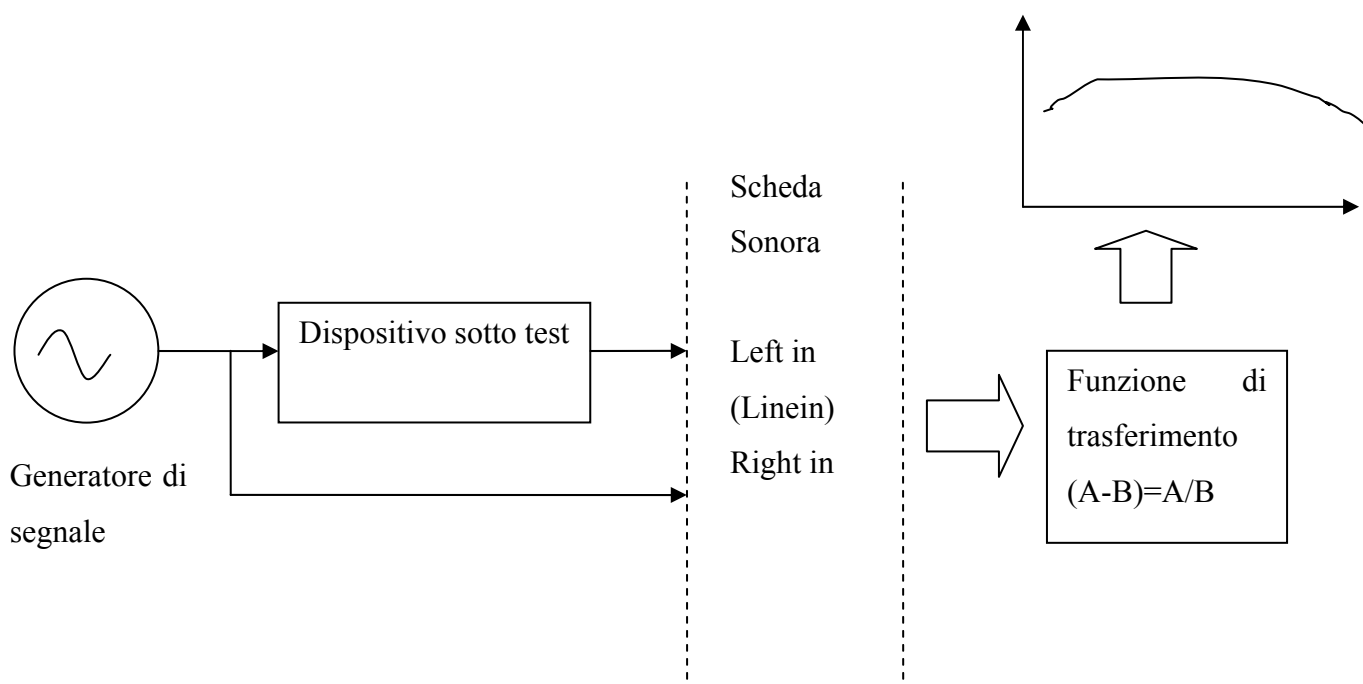 Generatore di
segnale
Dispositivo sotto test
Scheda
Sonora
Left in
(Linein)
Right in
Funzione di
trasferimento
(A-B)=A/B